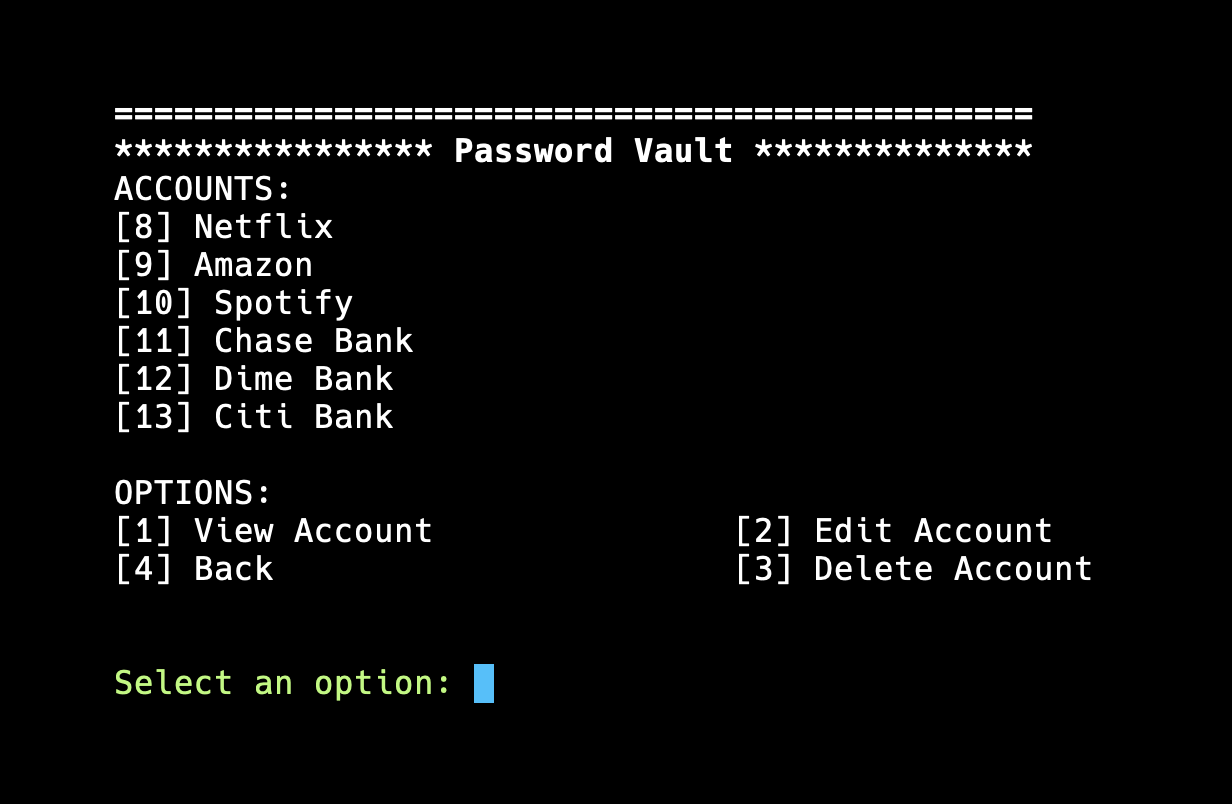 ==============================================
**************** Password Vault **************
ACCOUNTS:
[8] Netflix
[9] Amazon
[10] Spotify
[11] Chase Bank
[12] Dime Bank
[13] Citi Bank
OPTIONS:
[1] View Account [2] Edit Account
[4] Back [3] Delete Account
Select an option: